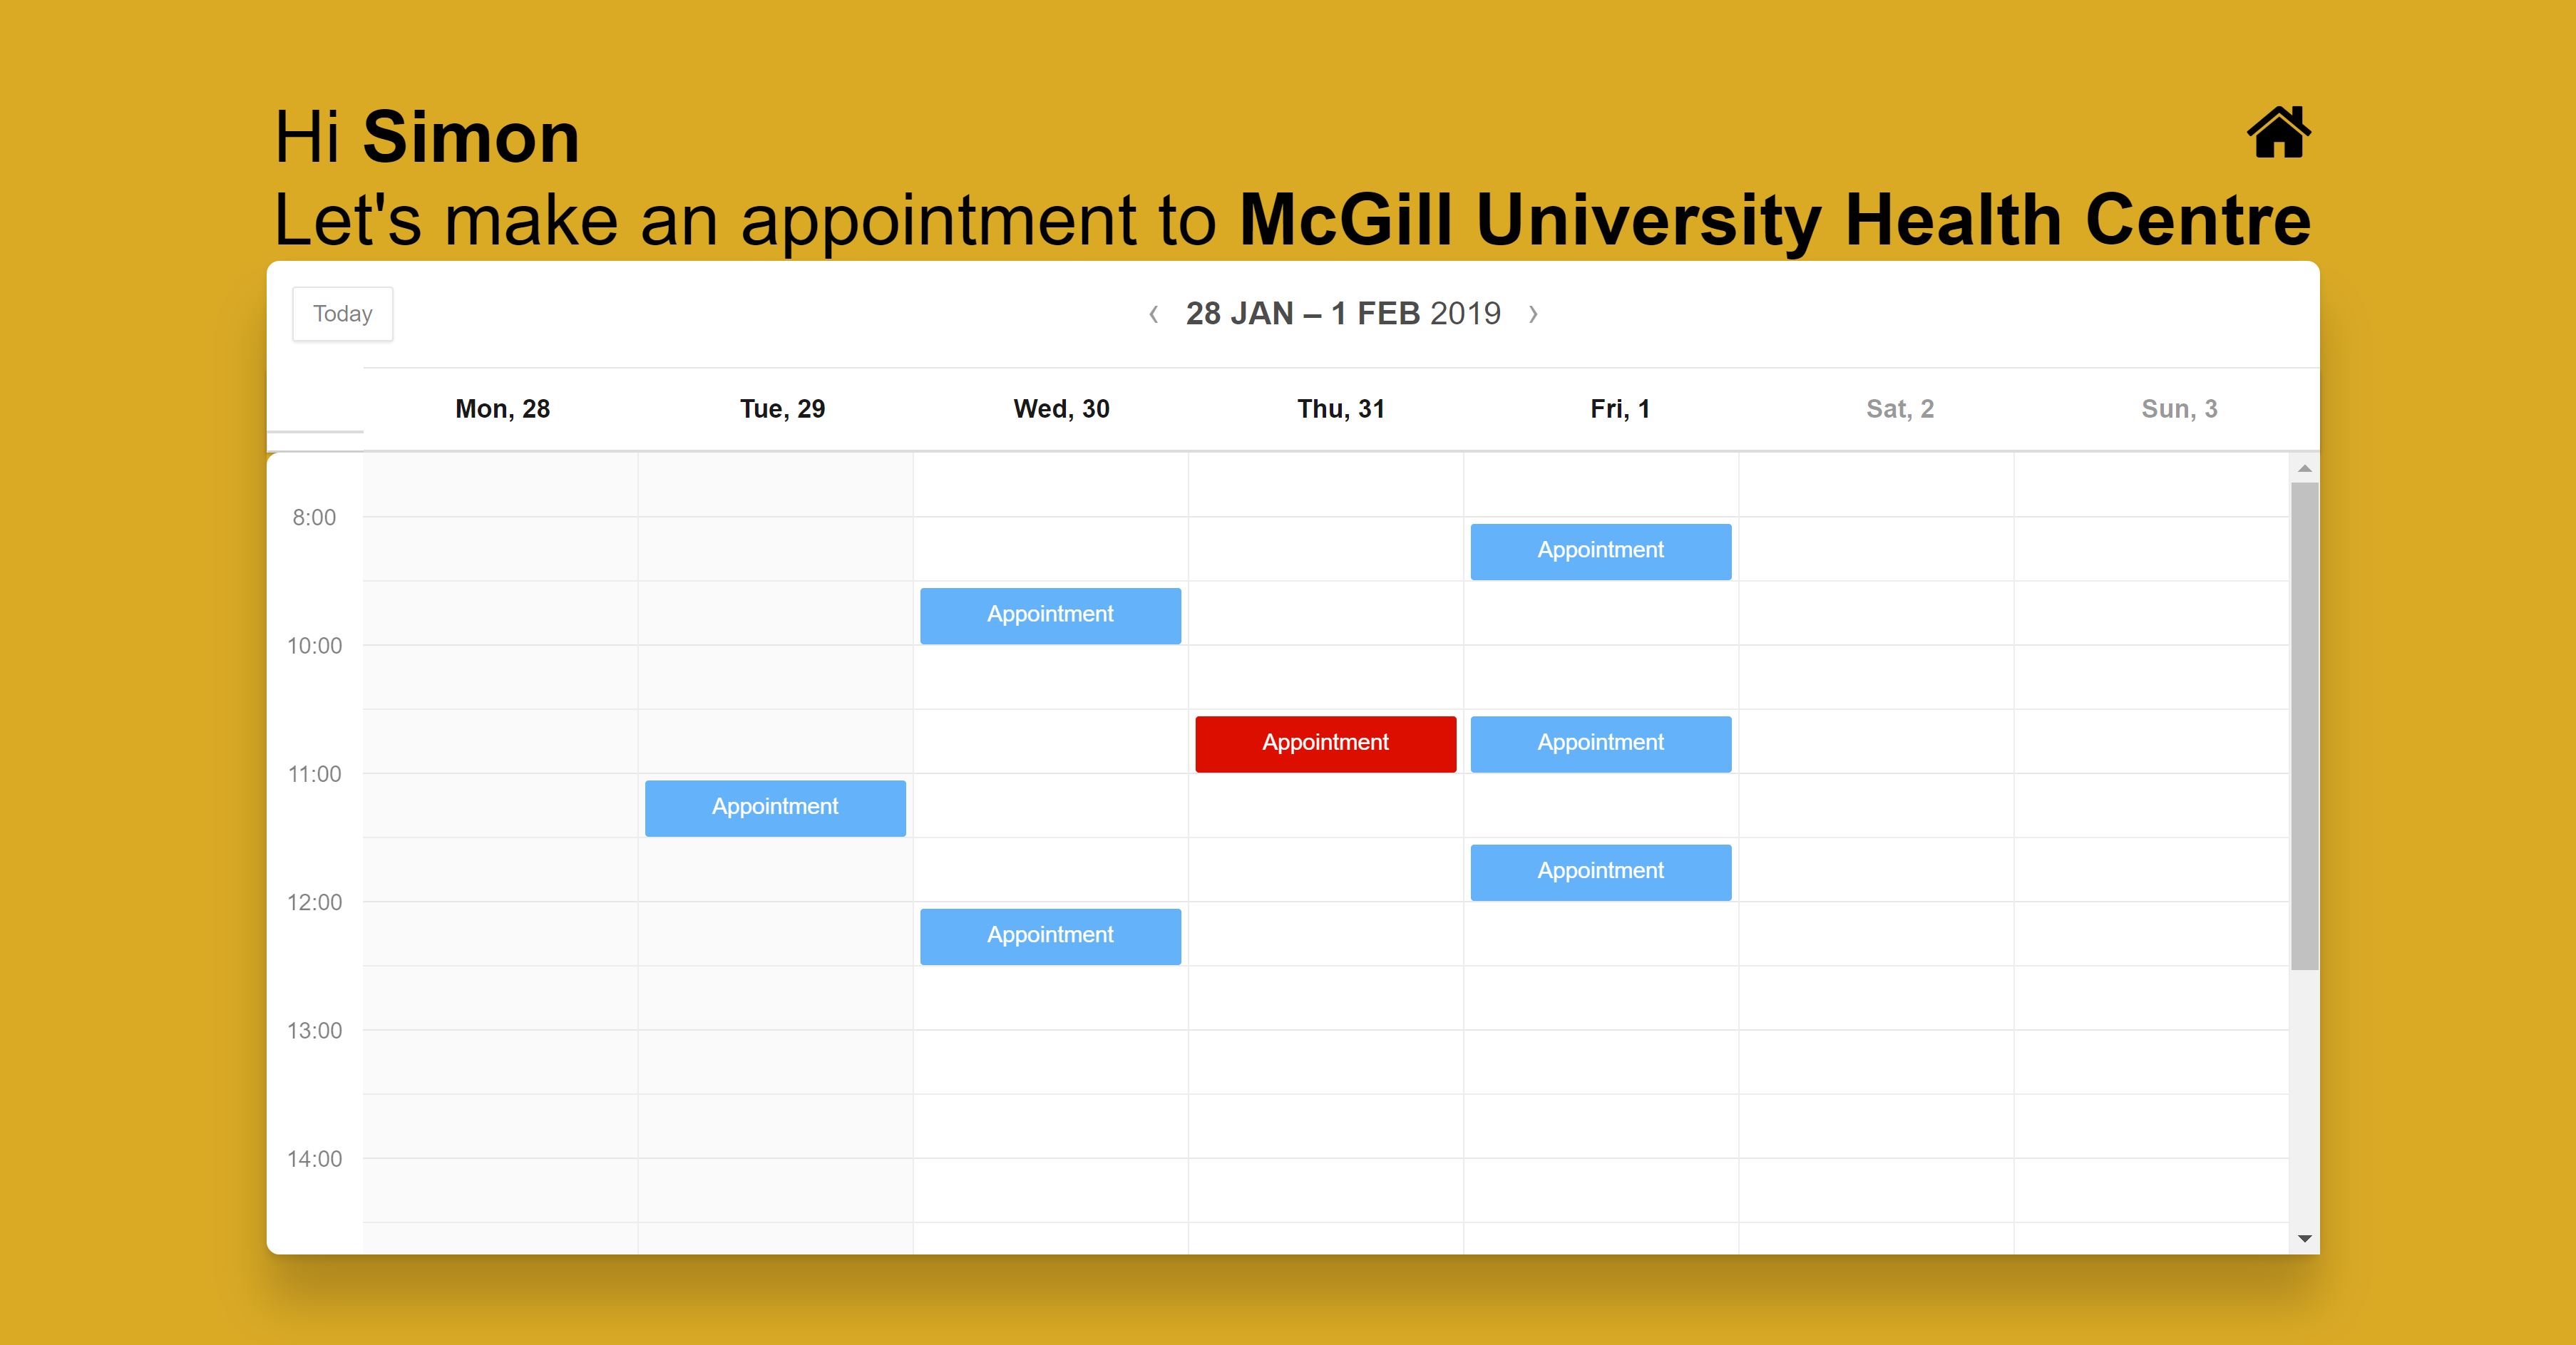 Hi Simon
Let's make an appointment to McGill University Health Centre
Today
‹ 28 JAN – 1 FEB 2019 ›
Mon, 28 Tue, 29 Wed, 30 Thu, 31 Fri, 1 Sat, 2 Sun, 3
8:00
Appointment
Appointment
10:00
Appointment Appointment
11:00
Appointment
Appointment
12:00
Appointment
13:00
14:00